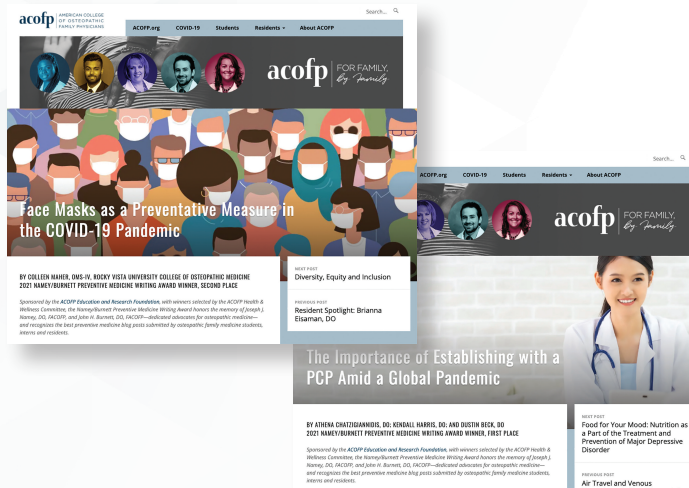 acofp
AMERICAN COLLEGE
OF OSTEOPATHIC
FAMILY PHYSICIANS
Search...
ACOFP.org COVID-19 Students Residents About ACOFP
acofp FOR FAMILY,
By Family
Face Masks as a Preventative Measure in
the COVID-19 Pandemic
BY COLLEEN MAHER, OMS-IV, ROCKY VISTA UNIVERSITY COLLEGE OF OSTEOPATHIC MEDICINE
2021 NAMEY/BURNETT PREVENTIVE MEDICINE WRITING AWARD WINNER, SECOND PLACE
Sponsored by the ACOFP Education and Research Foundation, with winners selected by the ACOFP Health &
Wellness Committee, the Namey/Burnett Preventive Medicine Writing Award honors the memory of Joseph J.
Namey, DO, FACOFP, and John H. Burnett, DO, FACOFP—dedicated advocates for osteopathic medicine—
and recognizes the best preventive medicine blog posts submitted by osteopathic family medicine students,
interns and residents.
NEXT POST
Diversity, Equity and Inclusion
PREVIOUS POST
Resident Spotlight: Brianna
Eisaman, DO
Search...
ACOFP.org COVID-19 Students Residents About ACOFP
acofp FOR FAMILY,
By Family
The Importance of Establishing with a
PCP Amid a Global Pandemic
BY ATHENA CHATZIGIANNIDIS, DO; KENDALL HARRIS, DO; AND DUSTIN BECK, DO
2021 NAMEY/BURNETT PREVENTIVE MEDICINE WRITING AWARD WINNER, FIRST PLACE
Sponsored by the ACOFP Education and Research Foundation, with winners selected by the ACOFP Health &
Wellness Committee, the Namey/Burnett Preventive Medicine Writing Award honors the memory of Joseph J.
Namey, DO, FACOFP, and John H. Burnett, DO, FACOFP—dedicated advocates for osteopathic medicine—
and recognizes the best preventive medicine blog posts submitted by osteopathic family medicine students,
interns and residents.
NEXT POST
Food for Your Mood: Nutrition as
a Part of the Treatment and
Prevention of Major Depressive
Disorder
PREVIOUS POST
Air Travel and Venous